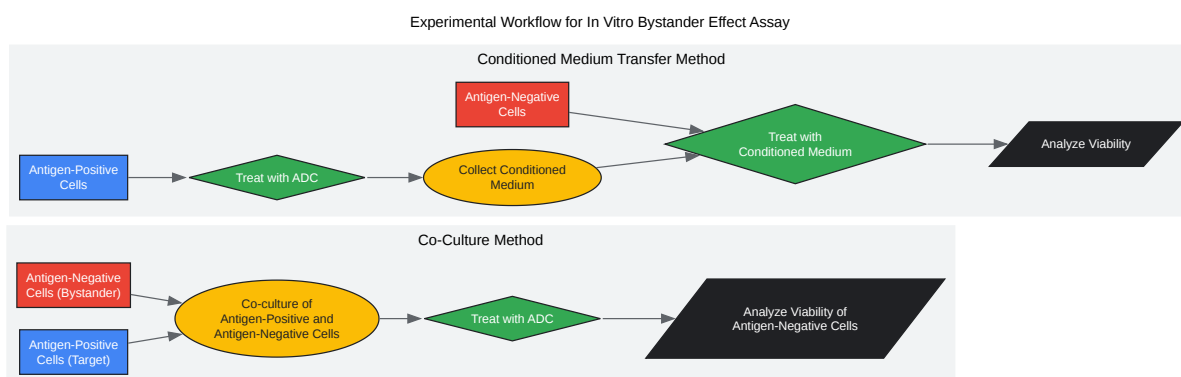 Experimental Workflow for In Vitro Bystander Effect Assay
Conditioned Medium Transfer Method
Antigen-Negative
Cells
Treat with
Conditioned Medium
Analyze Viability
Antigen-Positive
Cells
Treat with ADC
Collect Conditioned
Medium
Co-Culture Method
Antigen-Negative
Cells (Bystander)
Co-culture of
Antigen-Positive and
Antigen-Negative Cells
Treat with ADC
Analyze Viability of
Antigen-Negative Cells
Antigen-Positive
Cells (Target)